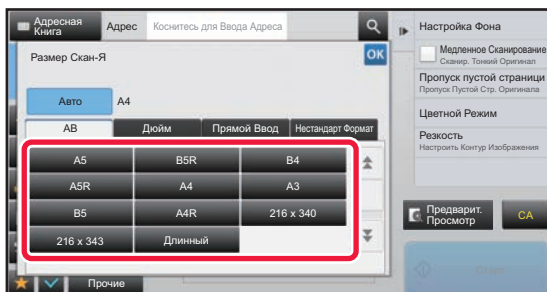 Адресная
Книга
Адрес
Коснитесь для Ввода Адреса
Размер Скан-Я
OK
Авто
A4
AB
Дюйм
Прямой Ввод
Нестандарт Формат
A5
B5R
B4
A5R
A4
A3
B5
A4R
216 x 340
216 x 343
Длинный
Прочие
Настройка Фона
Медленное Сканирование
Сканир. Тонкий Оригинал
Пропуск пустой страници
Пропуск Пустой Стр. Оригинала
Цветной Режим
Резкость
Настроить Контур Изображения
Предварит.
Просмотр
CA